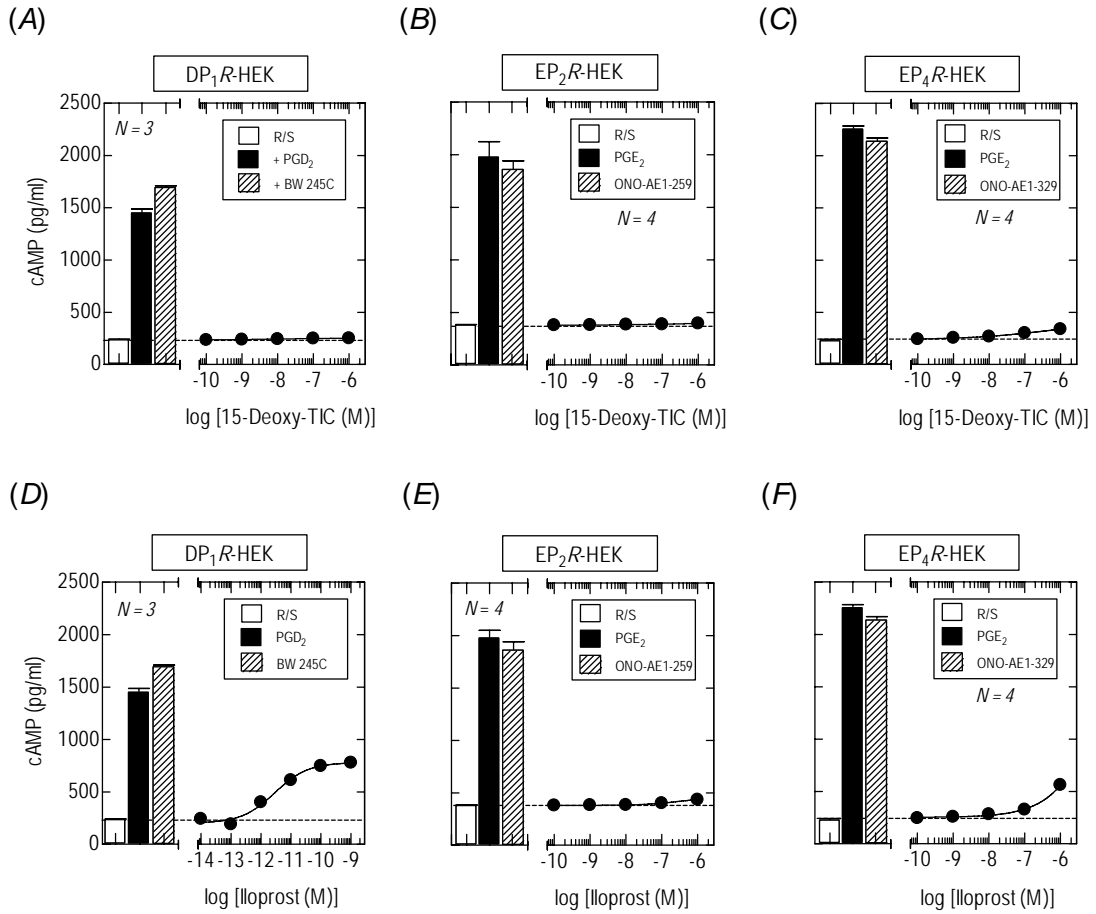 (A)
DP1R-HEK
N = 3
R/S
+ PGD2
+ BW 245C
2500
2000
1500
1000
500
0
cAMP (pg/ml)
-10 -9 -8 -7 -6
log [15-Deoxy-TIC (M)]
(B)
EP2R-HEK
R/S
PGE2
ONO-AE1-259
N = 4
-10 -9 -8 -7 -6
log [15-Deoxy-TIC (M)]
(C)
EP4R-HEK
R/S
PGE2
ONO-AE1-329
N = 4
-10 -9 -8 -7 -6
log [15-Deoxy-TIC (M)]
(D)
DP1R-HEK
N = 3
R/S
PGD2
BW 245C
2500
2000
1500
1000
500
0
cAMP (pg/ml)
-14 -13 -12 -11 -10 -9
log [Iloprost (M)]
(E)
EP2R-HEK
N = 4
R/S
PGE2
ONO-AE1-259
-10 -9 -8 -7 -6
log [Iloprost (M)]
(F)
EP4R-HEK
R/S
PGE2
ONO-AE1-329
N = 4
-10 -9 -8 -7 -6
log [Iloprost (M)]